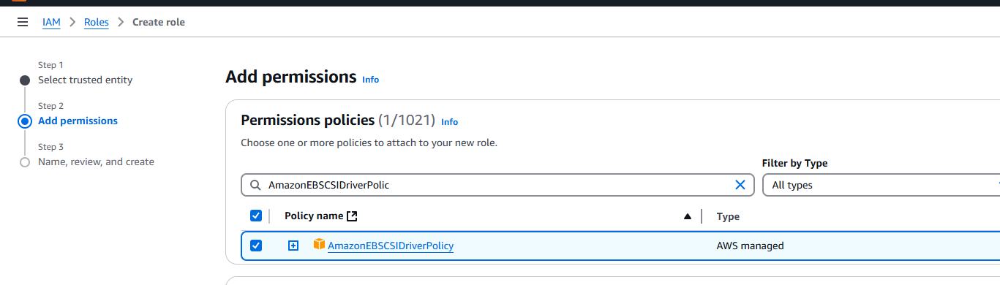 IAM > Roles > Create role
Step 1
Select trusted entity
Step 2
Add permissions
Step 3
Name, review, and create
Add permissions Info
Permissions policies (1/1021) Info
Choose one or more policies to attach to your new role.
Filter by Type
AmazonEBSCSIDriverPolic
All types
Policy name
Type
AmazonEBSCSIDriverPolicy
AWS managed